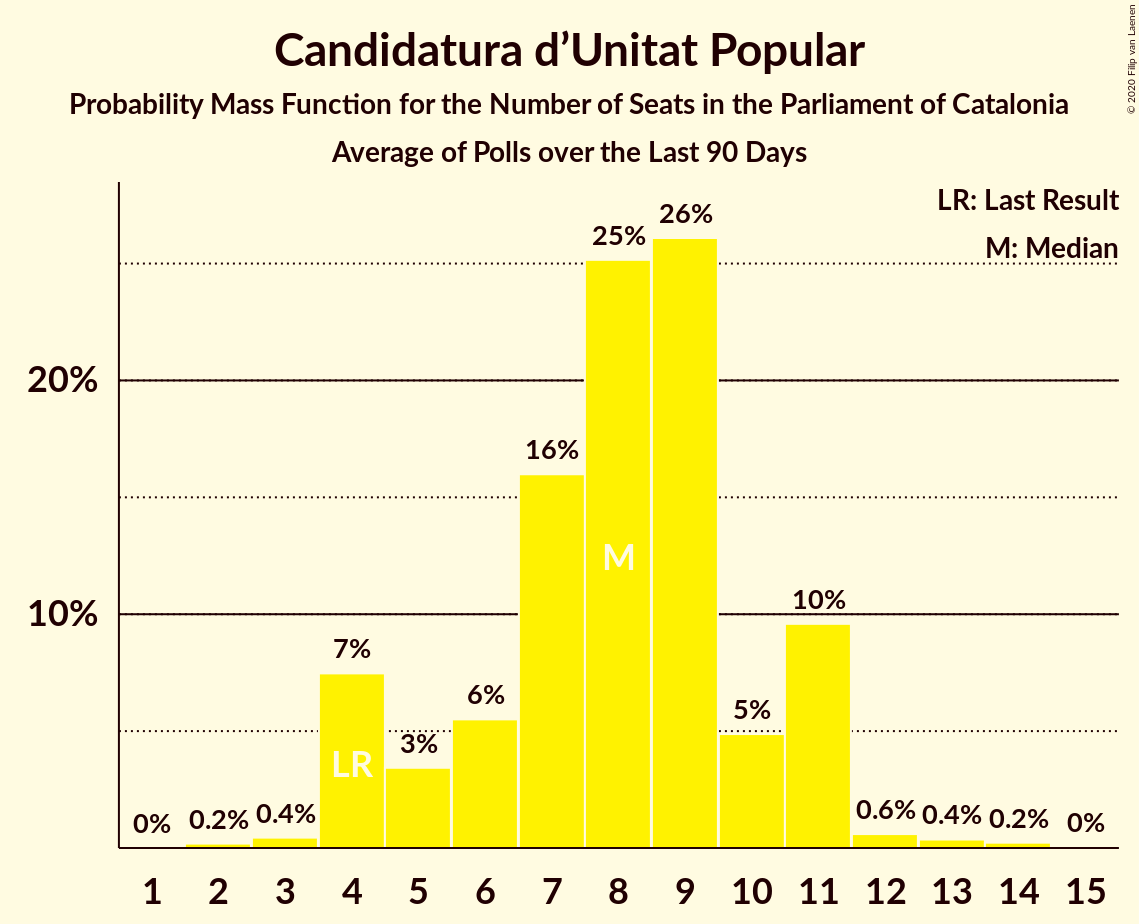 Candidatura d’Unitat Popular
Probability Mass Function for the Number of Seats in the Parliament of Catalonia
Average of Polls over the Last 90 Days
© 2020 Filip van Laenen
LR: Last Result
M: Median
20%
10%
0%
0.2%
0.4%
7%
3%
6%
16%
25%
26%
5%
10%
0.6%
0.4%
0.2%
0%
LR
M
1 2 3 4 5 6 7 8 9 10 11 12 13 14 15